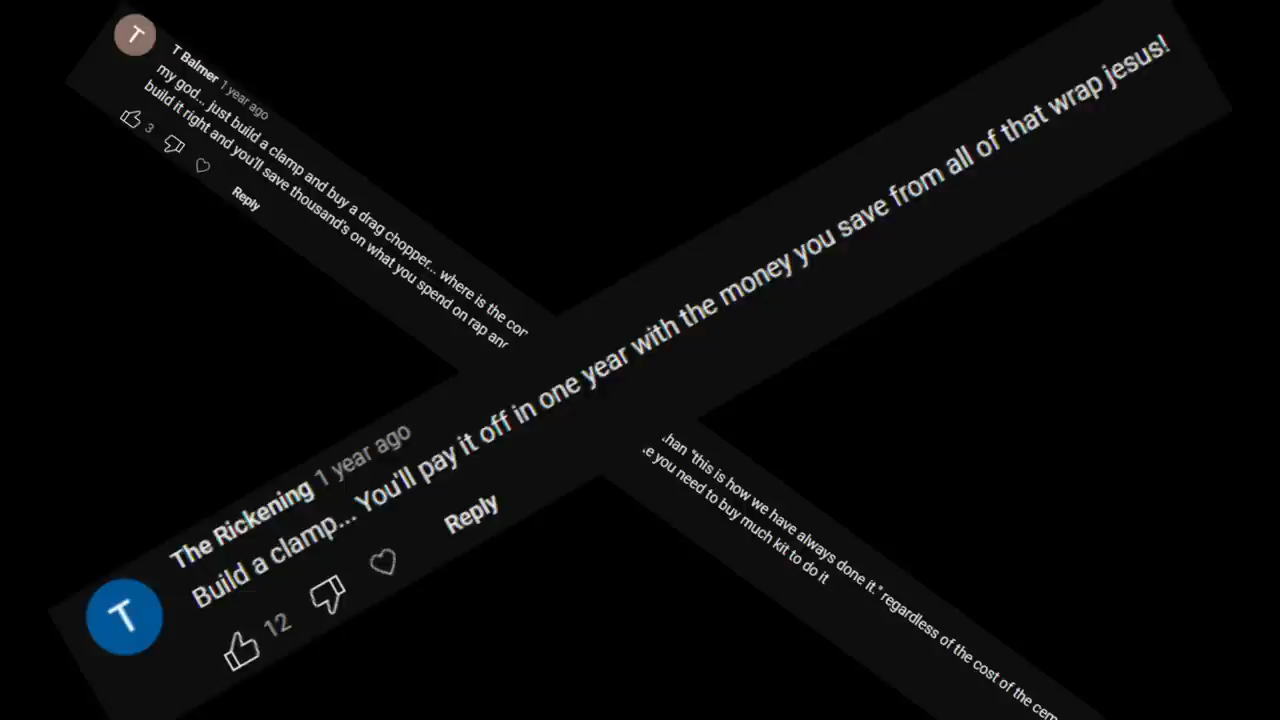 T
T Balmer 1 year ago
my god... just build a clamp and buy a drag chopper... where is the
build it right and you'll save thousand's on what you spend on rap
3
Reply
"this is how we have always done it." regardless of the cost of the
you need to buy much kit to do it
T
The Rickening 1 year ago
Build a clamp... You'll pay it off in one year with the money you save from all of that wrap jesus!
12
Reply